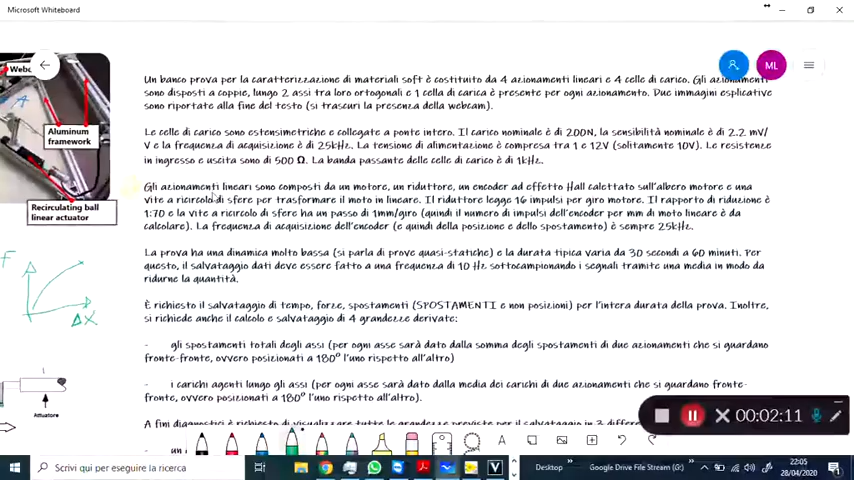 Microsoft Whiteboard
Webc
Aluminum
framework
Recirculating ball
linear actuator
F
ΔX
Attuatore
ML
Un banco prova per la caratterizzazione di materiali soft è costituito da 4 azionamenti lineari e 4 celle di carico. Gli azionamenti
sono disposti a coppie, lungo 2 assi tra loro ortogonali e 1 cella di carico è presente per ogni azionamento. Due immagini esplicative
sono riportate alla fine del testo (si trascuri la presenza della webcam).
Le celle di carico sono estensimetriche e collegate a ponte intero. Il carico nominale è di 200N, la sensibilità nominale è di 2.2 mV/
V e la frequenza di acquisizione è di 25kHz. La tensione di alimentazione è compresa tra 1 e 12V (solitamente 10V). Le resistenze
in ingresso e uscita sono di 500 Ω. La banda passante delle celle di carico è di 1kHz.
Gli azionamenti lineari sono composti da un motore, un riduttore, un encoder ad effetto Hall calettato sull'albero motore e una
vite a ricircolo di sfere per trasformare il moto in lineare. Il riduttore legge 16 impulsi per giro motore. Il rapporto di riduzione è
1:70 e la vite a ricircolo di sfere ha un passo di 1mm/giro (quindi il numero di impulsi dell'encoder per mm di moto lineare è da
calcolare). La frequenza di acquisizione dell'encoder (e quindi della posizione e dello spostamento) è sempre 25kHz.
La prova ha una dinamica molto bassa (si parla di prove quasi-statiche) e la durata tipica varia da 30 secondi a 60 minuti. Per
questo, il salvataggio dati deve essere fatto a una frequenza di 10 Hz sottocampionando i segnali tramite una media in modo da
ridurne la quantità.
È richiesto il salvataggio di tempo, forze, spostamenti (SPOSTAMENTI e non posizioni) per l'intera durata della prova. Inoltre,
si richiede anche il calcolo e salvataggio di 4 grandezze derivate:
- gli spostamenti totali degli assi (per ogni asse sarà dato dalla somma degli spostamenti di due azionamenti che si guardano
fronte-fronte, ovvero posizionati a 180° l'uno rispetto all'altro)
- i carichi agenti lungo gli assi (per ogni asse sarà dato dalla media dei carichi di due azionamenti che si guardano fronte-
fronte, ovvero posizionati a 180° l'uno rispetto all'altro).
A fini diagnostici è richiesto di visualizzare tutte le grandezze previste per il salvataggio in 3 differe
- un
00:02:11
Scrivi qui per eseguire la ricerca
Desktop
Google Drive File Stream (G:)
22:05
28/04/2020